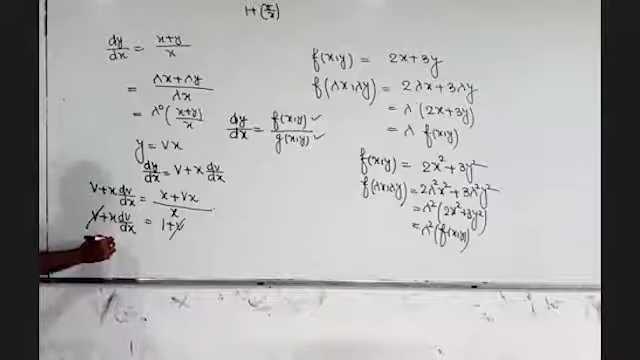 1+(x/x)
dy/dx = x+y/x
= λx+λy/λx
= λ⁰(x+y/x)
y = vx
dy/dx = v+x dv/dx
v+x dv/dx = x+vx/x
v+x dv/dx = 1+v
dy/dx = f(x,y)/g(x,y) ✓ ✓
f(x,y) = 2x+3y
f(λx,λy) = 2λx+3λy
= λ(2x+3y)
= λ f(x,y)
f(x,y) = 2x²+3y²
f(λx,λy) = 2λ²x²+3λ²y²
= λ²(2x²+3y²)
= λ²(f(x,y))